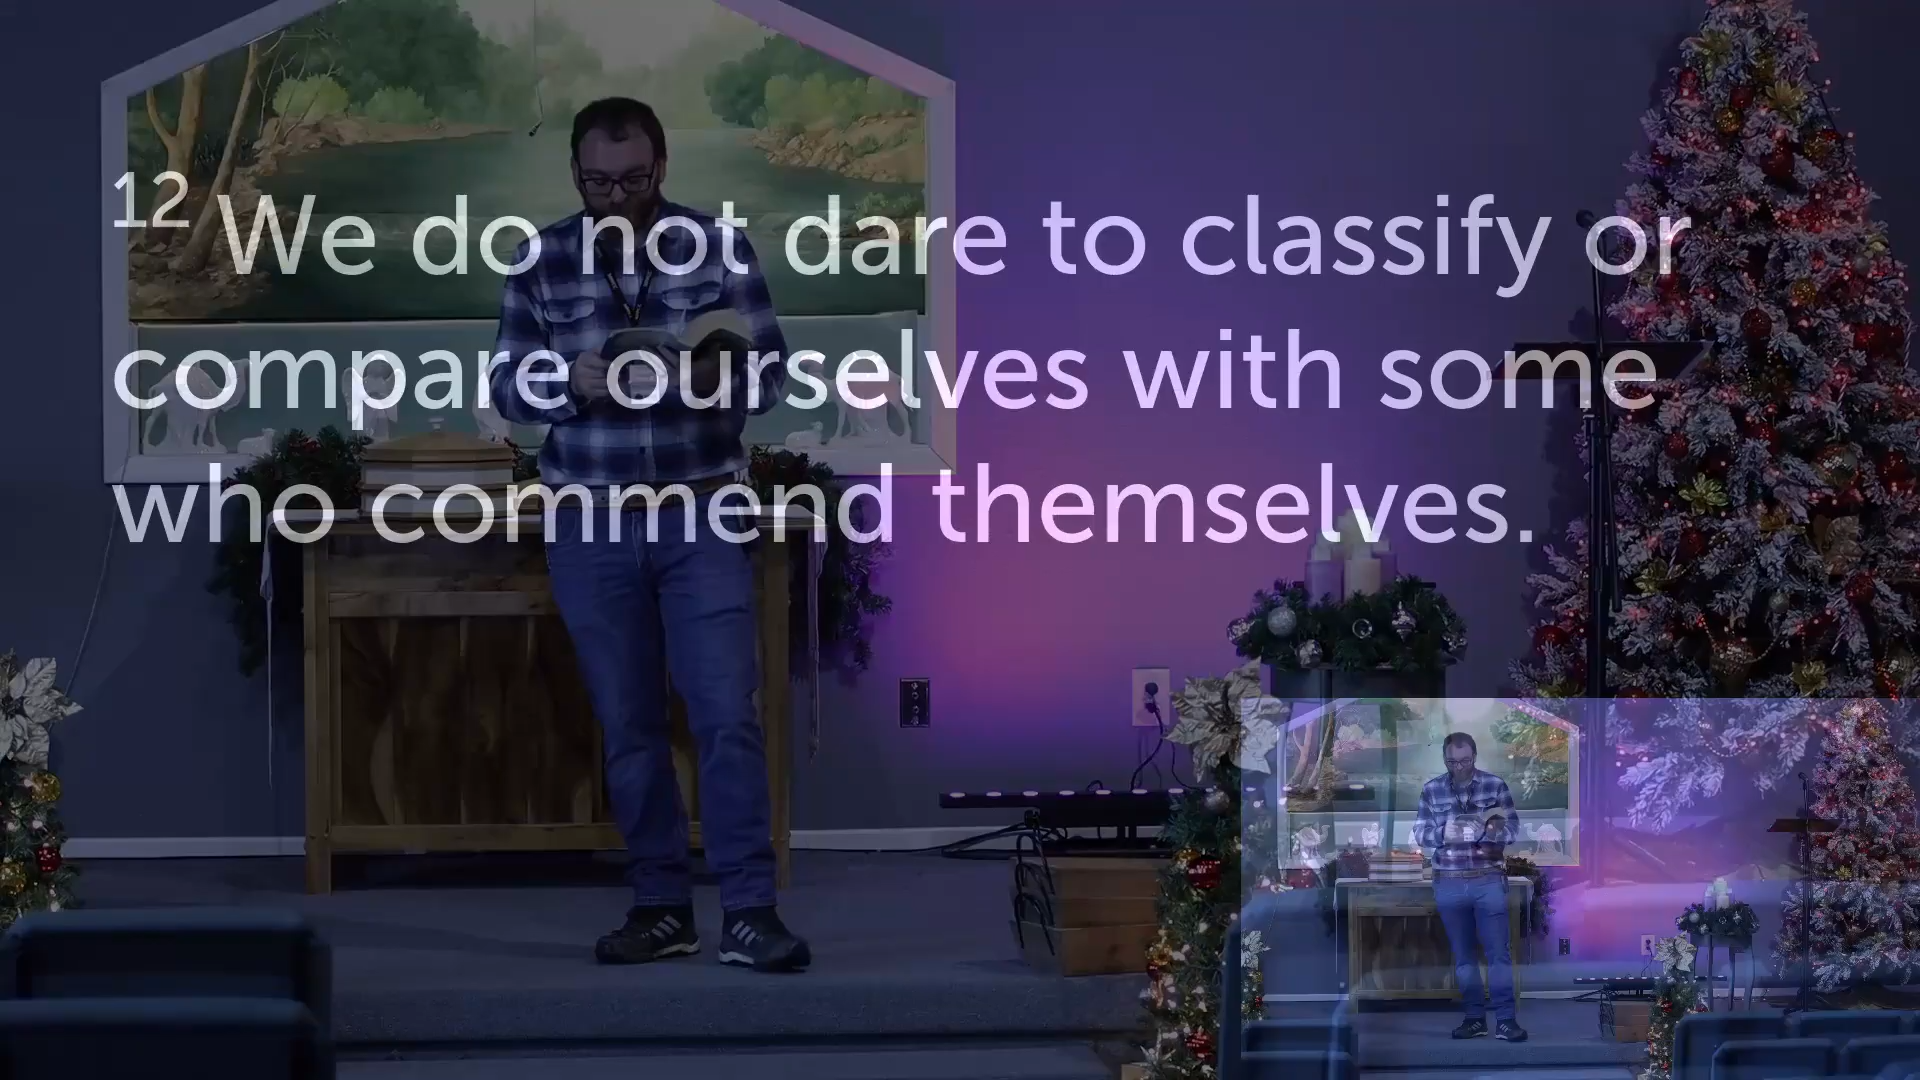 12 We do not dare to classify or
compare ourselves with some
who commend themselves.